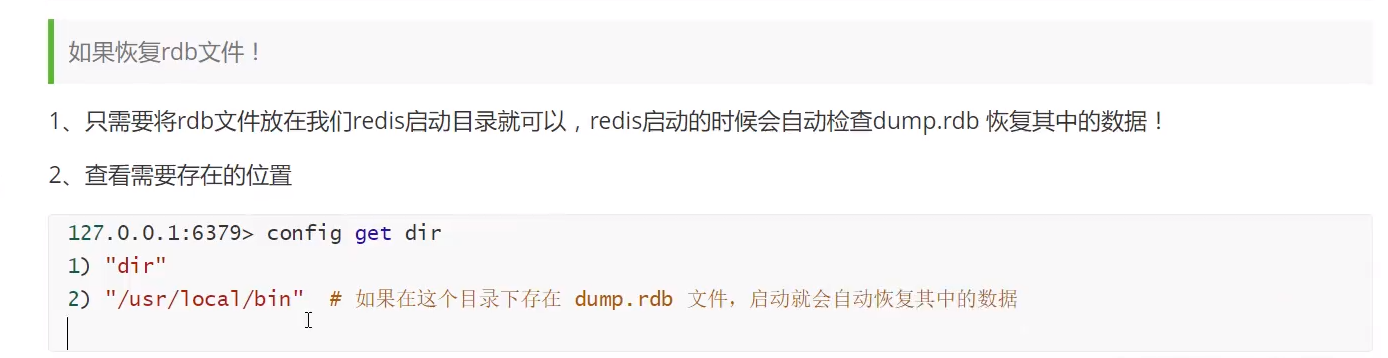 如果恢复rdb文件！
1、只需要将rdb文件放在我们redis启动目录就可以，redis启动的时候会自动检查dump.rdb 恢复其中的数据！
2、查看需要存在的位置
127.0.0.1:6379> config get dir
1) "dir"
2) "/usr/local/bin"  # 如果在这个目录下存在 dump.rdb 文件，启动就会自动恢复其中的数据